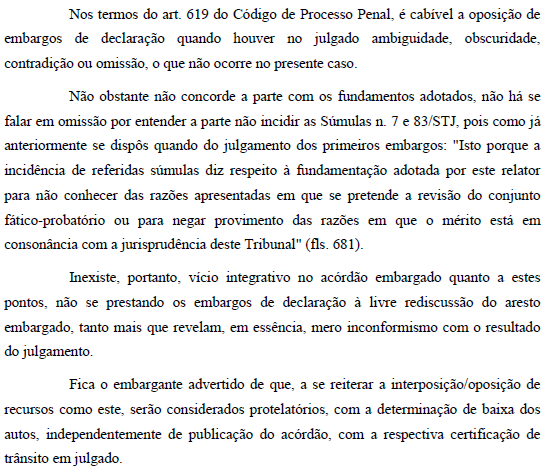 Nos termos do art. 619 do Código de Processo Penal, é cabível a oposição de
embargos de declaração quando houver no julgado ambiguidade, obscuridade,
contradição ou omissão, o que não ocorre no presente caso.
Não obstante não concorde a parte com os fundamentos adotados, não há se
falar em omissão por entender a parte não incidir as Súmulas n. 7 e 83/STJ, pois como já
anteriormente se dispôs quando do julgamento dos primeiros embargos: "Isto porque a
incidência de referidas súmulas diz respeito à fundamentação adotada por este relator
para não conhecer das razões apresentadas em que se pretende a revisão do conjunto
fático-probatório ou para negar provimento das razões em que o mérito está em
consonância com a jurisprudência deste Tribunal" (fls. 681).
Inexiste, portanto, vício integrativo no acórdão embargado quanto a estes
pontos, não se prestando os embargos de declaração à livre rediscussão do aresto
embargado, tanto mais que revelam, em essência, mero inconformismo com o resultado
do julgamento.
Fica o embargante advertido de que, a se reiterar a interposição/oposição de
recursos como este, serão considerados protelatórios, com a determinação de baixa dos
autos, independentemente de publicação do acórdão, com a respectiva certificação de
trânsito em julgado.